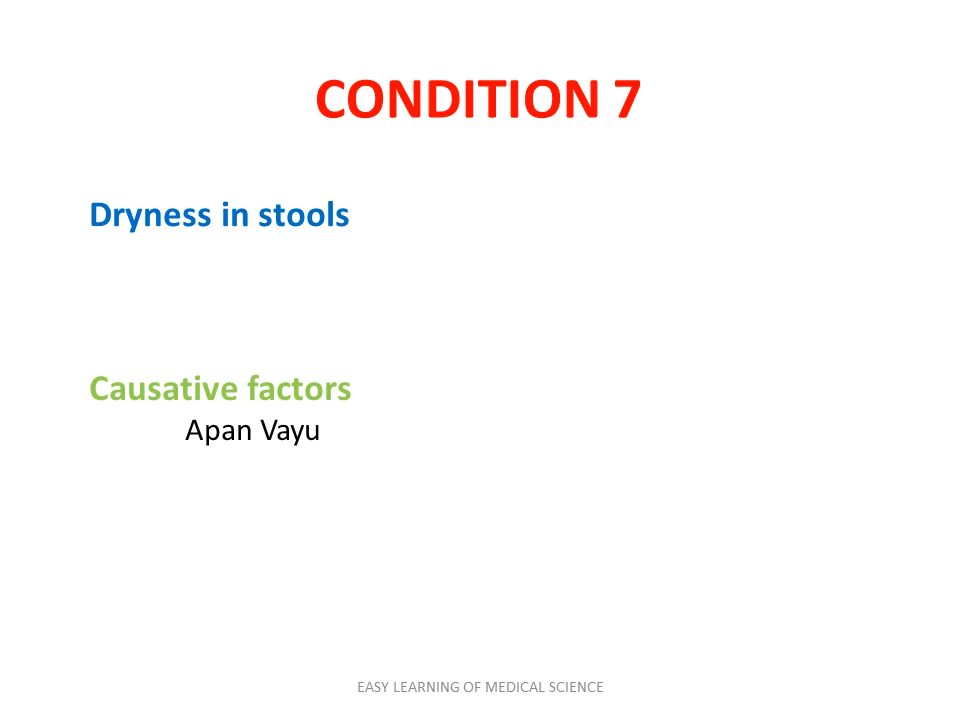 CONDITION 7
Dryness in stools
Causative factors
Apan Vayu
EASY LEARNING OF MEDICAL SCIENCE